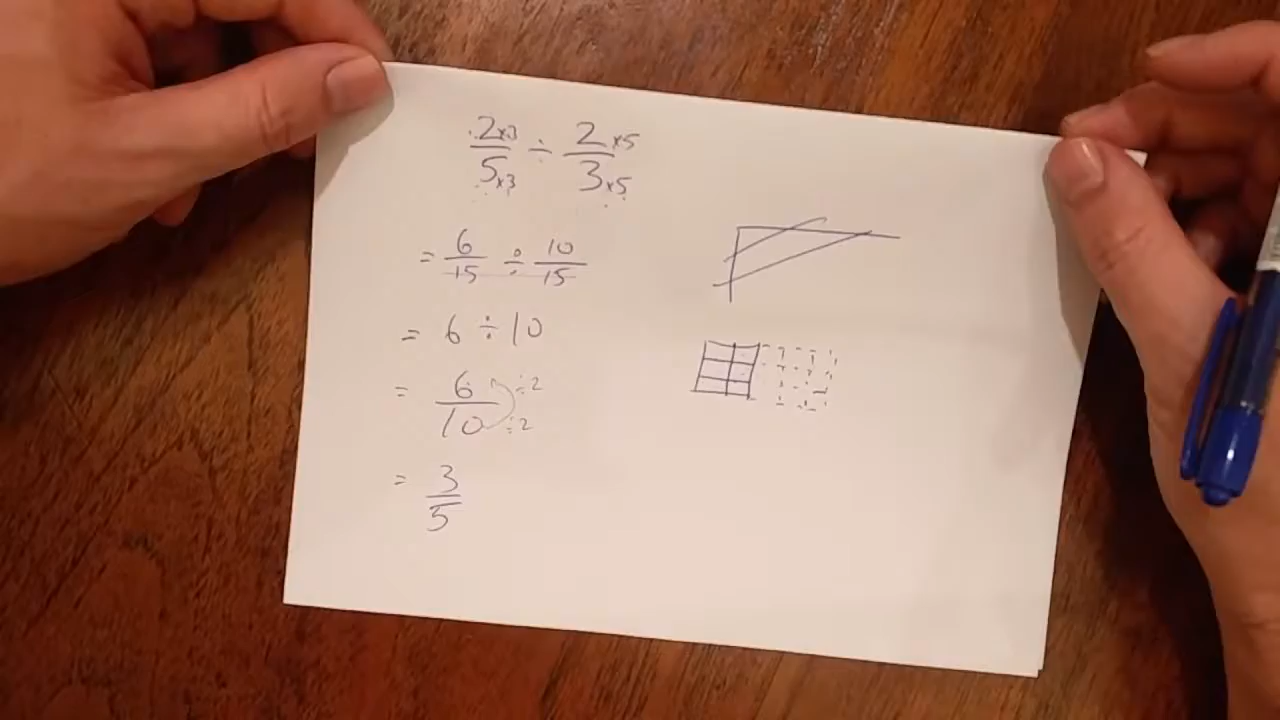 2×3/5×3 ÷ 2×5/3×5
= 6/15 ÷ 10/15
= 6 ÷ 10
= 6/10 ÷2 ÷2
= 3/5